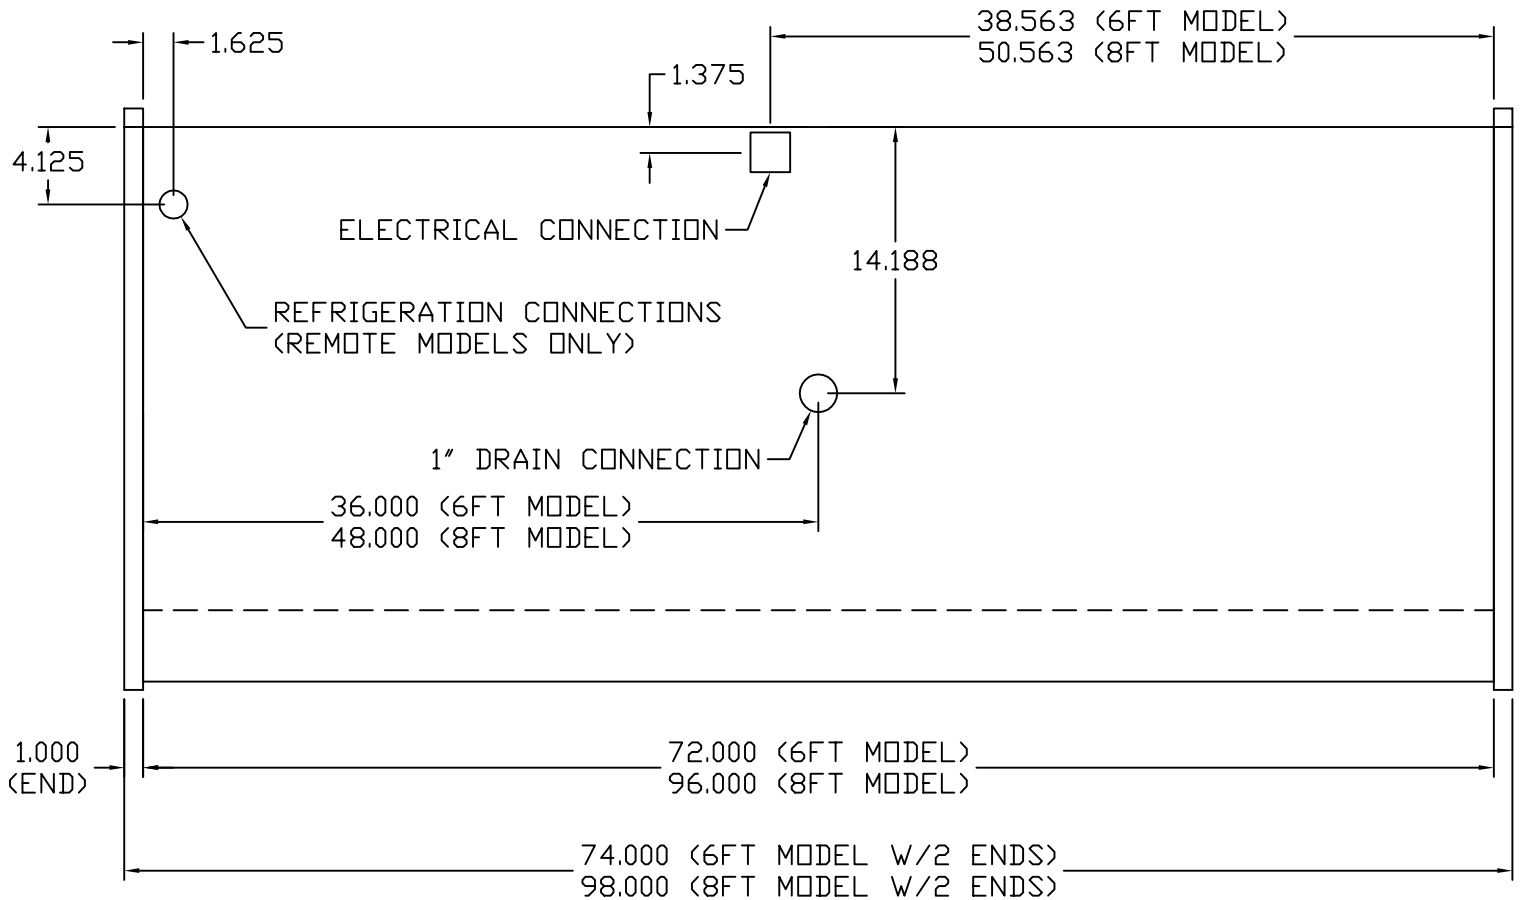 38.563 (6FT MODEL)
50.563 (8FT MODEL)
1.625
1.375
4.125
ELECTRICAL CONNECTION
14.188
REFRIGERATION CONNECTIONS
(REMOTE MODELS ONLY)
1" DRAIN CONNECTION
36.000 (6FT MODEL)
48.000 (8FT MODEL)
1.000
(END)
72.000 (6FT MODEL)
96.000 (8FT MODEL)
74.000 (6FT MODEL W/2 ENDS)
98.000 (8FT MODEL W/2 ENDS)